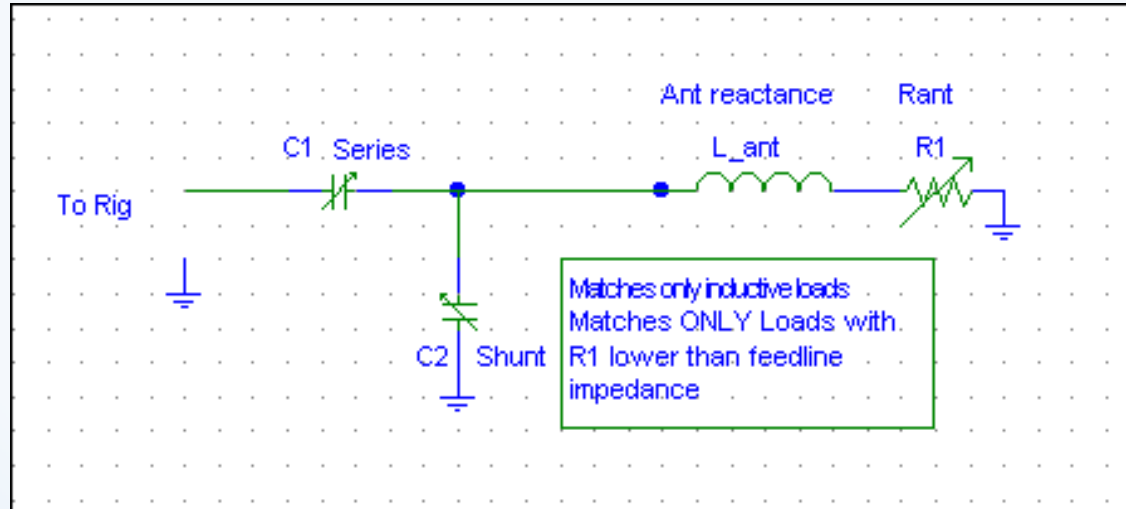 Ant reactance Rant
C1 Series L_ant R1
To Rig
Matches only inductive loads
Matches ONLY Loads with
C2 Shunt R1 lower than feedline
impedance